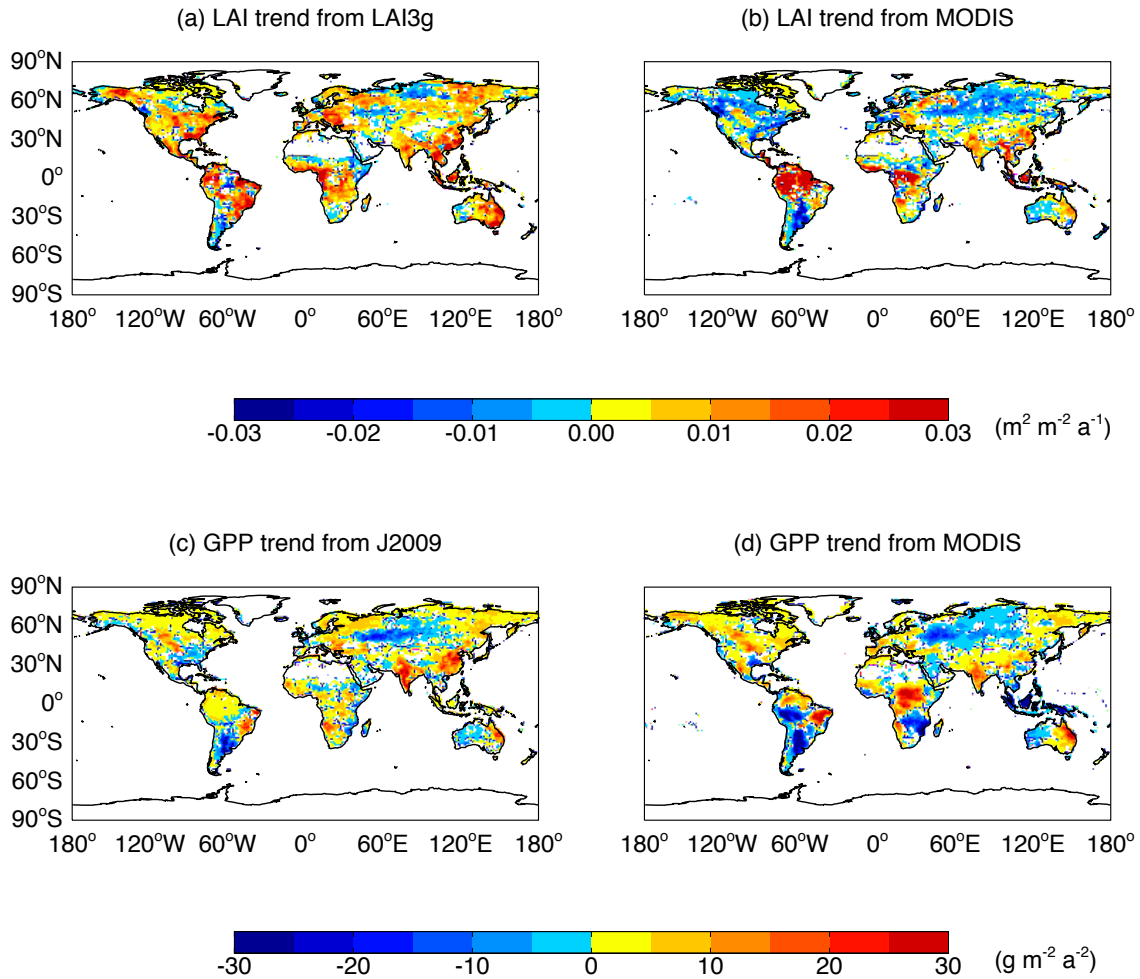 (a) LAI trend from LAI3g
(b) LAI trend from MODIS
90°N
60°N
30°N
0°
30°S
60°S
90°S
180° 120°W 60°W 0° 60°E 120°E 180°
180° 120°W 60°W 0° 60°E 120°E 180°
-0.03 -0.02 -0.01 0.00 0.01 0.02 0.03 (m² m⁻² a⁻¹)
(c) GPP trend from J2009
(d) GPP trend from MODIS
90°N
60°N
30°N
0°
30°S
60°S
90°S
180° 120°W 60°W 0° 60°E 120°E 180°
180° 120°W 60°W 0° 60°E 120°E 180°
-30 -20 -10 0 10 20 30 (g m⁻² a⁻²)